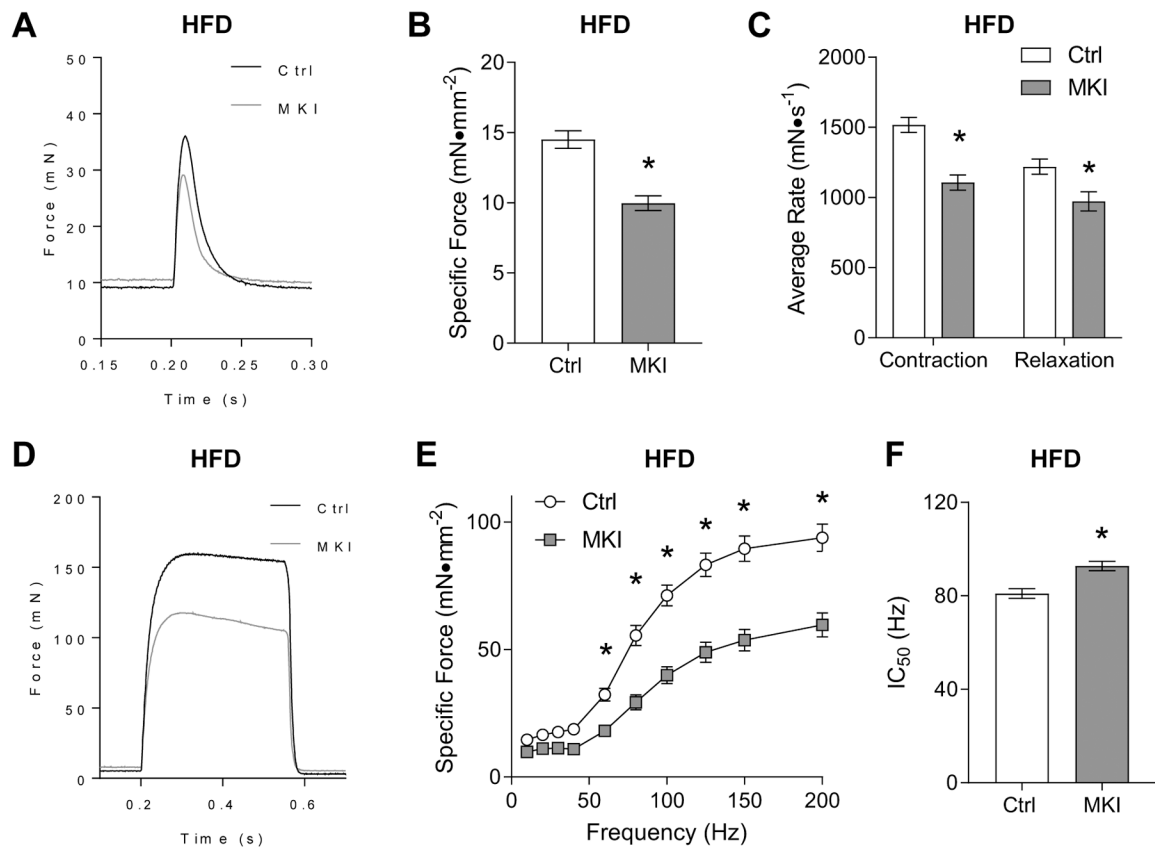 A
HFD
Ctrl
MKI
50
40
30
20
10
0
Force (mN)
0.15 0.20 0.25 0.30
Time (s)
B
HFD
20
15
10
5
0
Specific Force (mN•mm⁻²)
*
Ctrl MKI
C
HFD
Ctrl
MKI
2000
1500
1000
500
0
Average Rate (mN•s⁻¹)
* *
Contraction Relaxation
D
HFD
Ctrl
MKI
200
150
100
50
0
Force (mN)
0.2 0.4 0.6
Time (s)
E
HFD
Ctrl
MKI
100
50
0
Specific Force (mN•mm⁻²)
* * * * * *
0 50 100 150 200
Frequency (Hz)
F
HFD
120
80
40
0
IC₅₀ (Hz)
*
Ctrl MKI